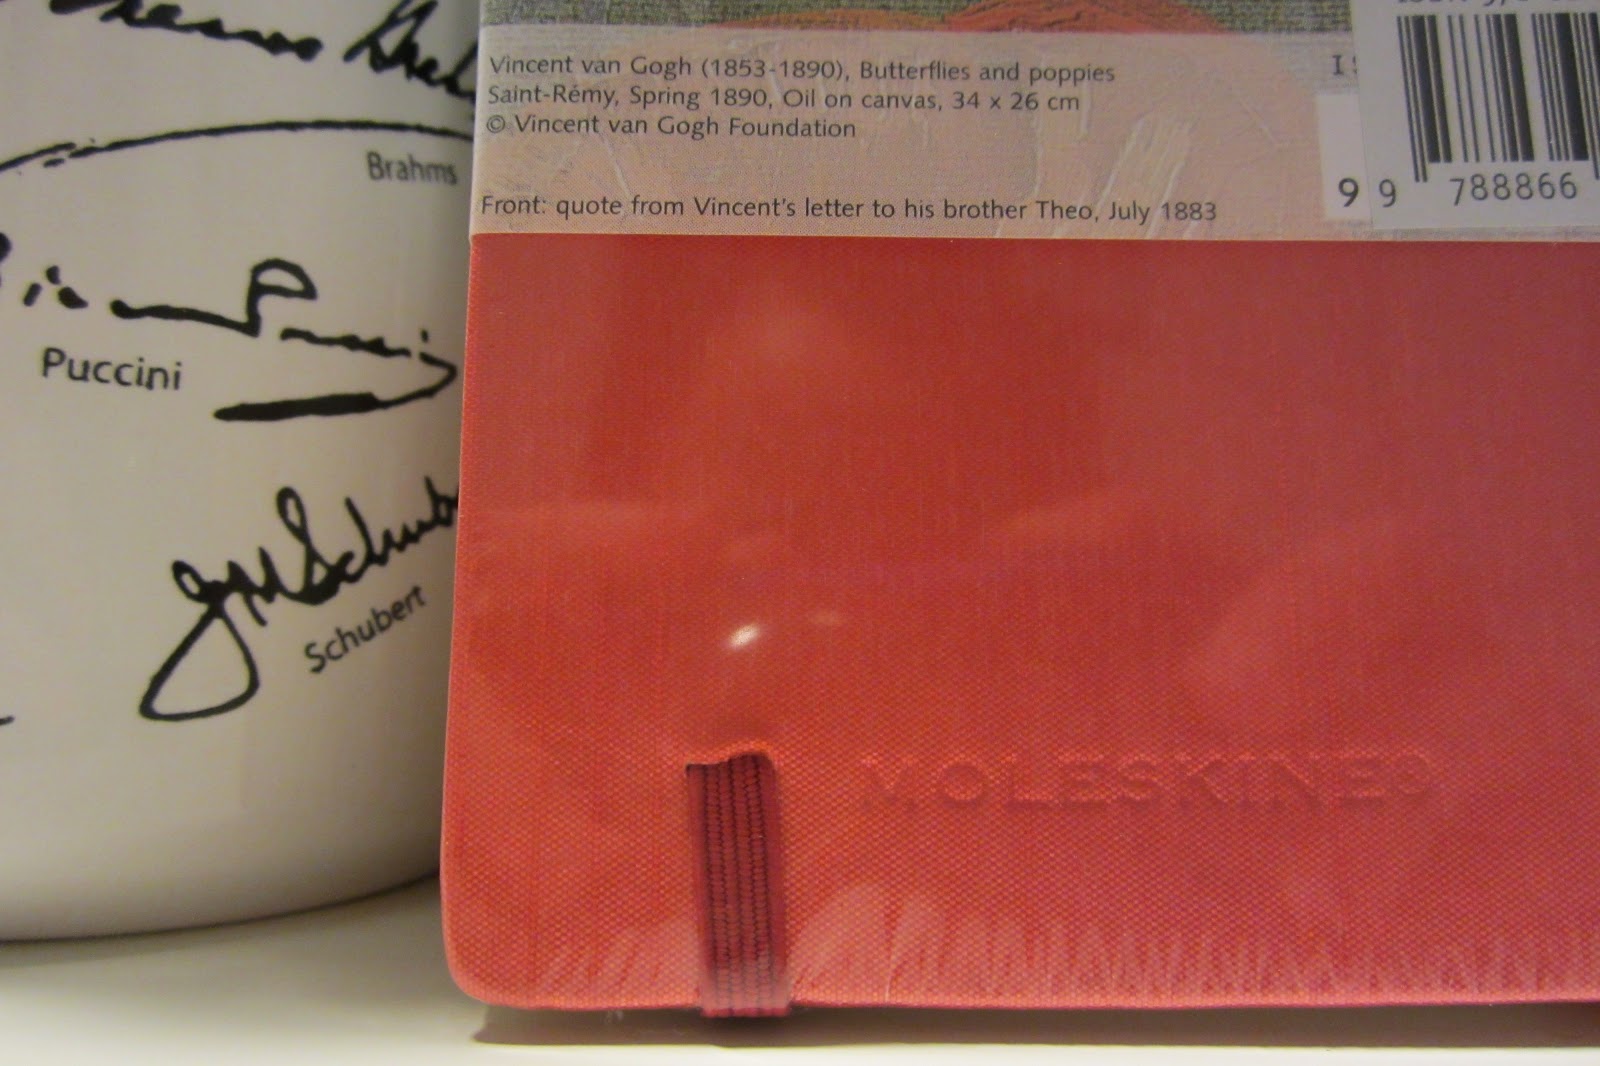 Brahms
Puccini
Schubert
Schubert
Vincent van Gogh (1853-1890), Butterflies and poppies
Saint-Rémy, Spring 1890, Oil on canvas, 34 x 26 cm
© Vincent van Gogh Foundation
Front: quote from Vincent's letter to his brother Theo, July 1883
9 9 788866
MOLESKINE®